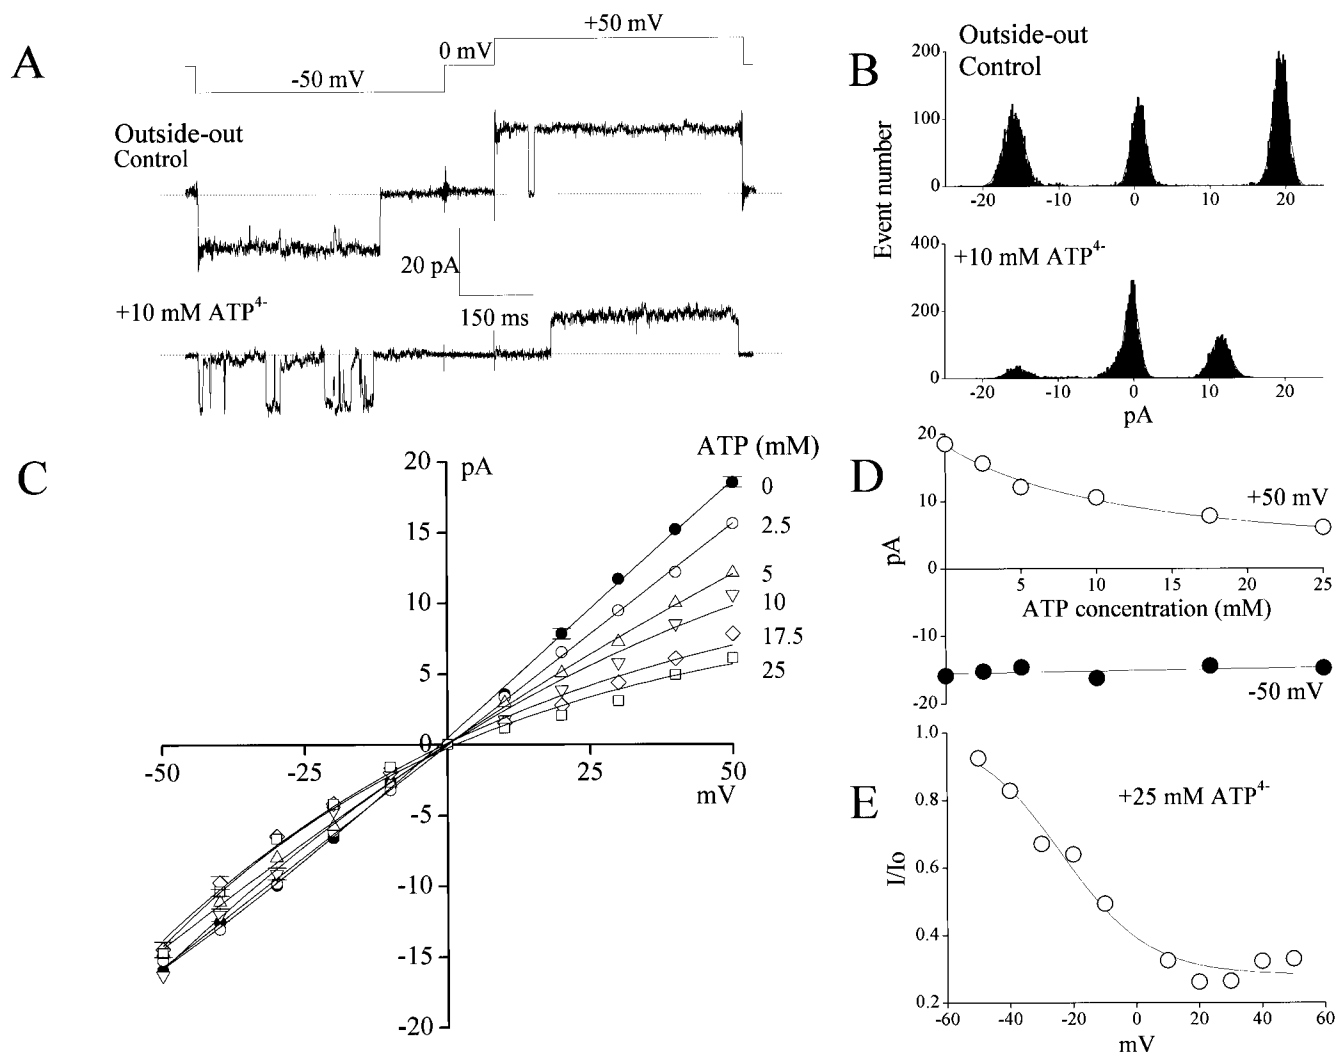 A
+50 mV
0 mV
-50 mV
Outside-out
Control
20 pA
150 ms
+10 mM ATP4-
B
Outside-out
Control
Event number
200
100
0
-20 -10 0 10 20
+10 mM ATP4-
400
200
0
-20 -10 0 10 20
pA
C
pA
ATP (mM)
0
2.5
5
10
17.5
25
20
15
10
5
0
-5
-10
-15
-20
-50 -25 25 50
mV
D
pA
20
10
0
-10
-20
+50 mV
5 10 15 20 25
ATP concentration (mM)
-50 mV
E
I/Io
1.0
0.8
0.6
0.4
0.2
+25 mM ATP4-
-60 -40 -20 0 20 40 60
mV